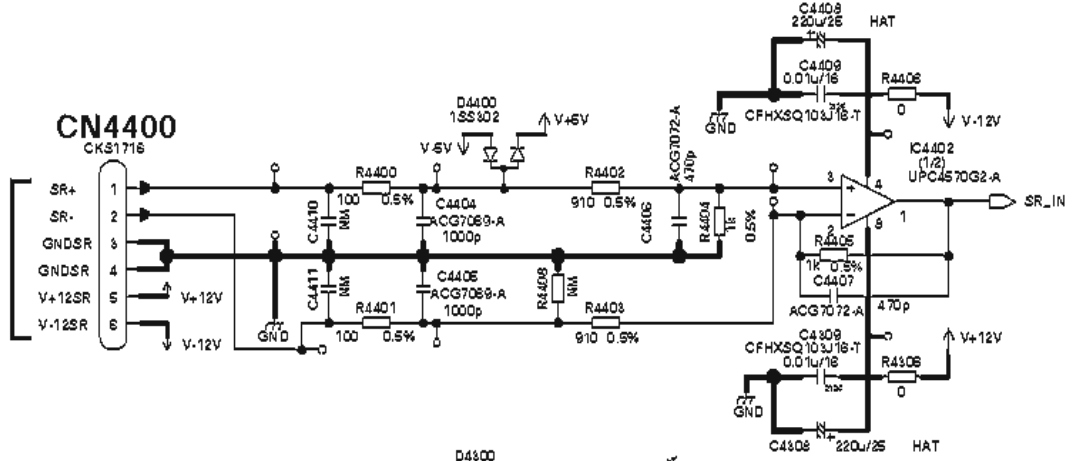 C4408
220u/25
HAT
C4409
0.01u/16
R4406
0
CFHXSQ103J16-T
GND
V-12V
D4400
1SS302
V+5V
V-5V
ACG7072-A
470p
IC4402
(1/2)
UPC4570G2-A
CN4400
CKS1716
SR+
1
SR-
2
GNDSR
3
GNDSR
4
V+12SR
5
V+12V
V-12SR
6
V-12V
GND
R4400
100 0.5%
C4410
NM
C4404
ACG7069-A
1000p
R4402
910 0.5%
C4406
R4404
1k
0.5%
3
4
2
8
1
SR_IN
C4411
NM
C4405
ACG7069-A
1000p
R4408
NM
R4401
100 0.5%
R4403
910 0.5%
R4405
1k 0.5%
C4407
ACG7072-A
470p
C4309
CFHXSQ103J16-T
0.01u/16
R4306
0
V+12V
GND
C4308
220u/25
HAT
D4300